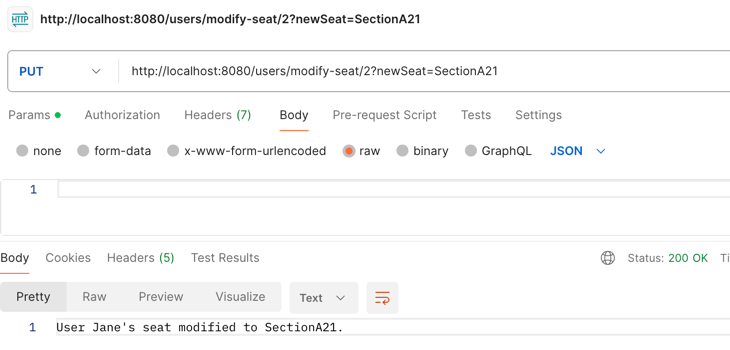 HTTP http://localhost:8080/users/modify-seat/2?newSeat=SectionA21
PUT http://localhost:8080/users/modify-seat/2?newSeat=SectionA21
Params Authorization Headers (7) Body Pre-request Script Tests Settings
none form-data x-www-form-urlencoded raw binary GraphQL JSON
1
Body Cookies Headers (5) Test Results Status: 200 OK Ti
Pretty Raw Preview Visualize Text
1 User Jane's seat modified to SectionA21.